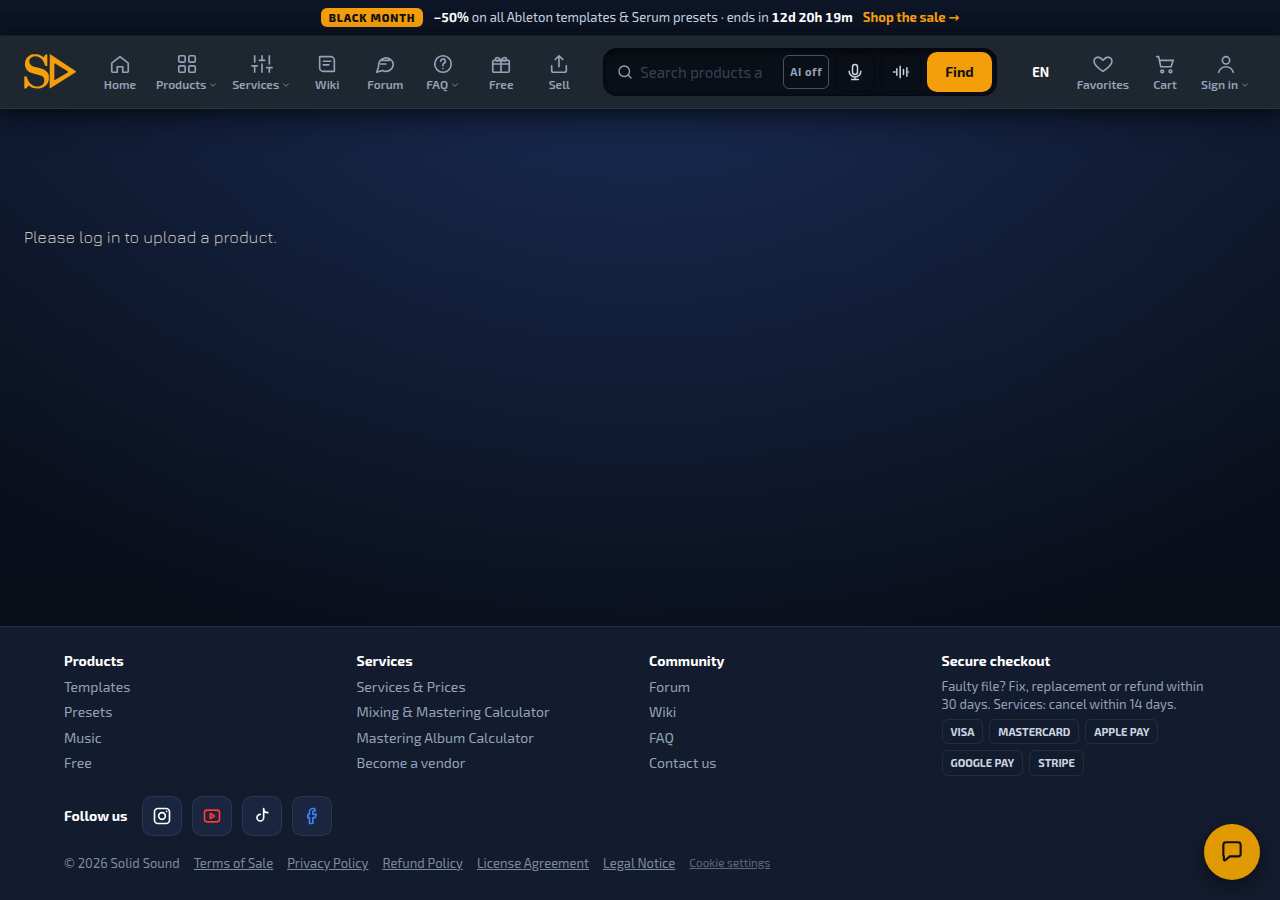 BLACK MONTH −50% on all Ableton templates & Serum presets · ends in 12d 20h 19m Shop the sale →
Home Products Services Wiki Forum FAQ Free Sell Search products a AI off Find EN Favorites Cart Sign in
Please log in to upload a product.
Products
Templates
Presets
Music
Free
Services
Services & Prices
Mixing & Mastering Calculator
Mastering Album Calculator
Become a vendor
Community
Forum
Wiki
FAQ
Contact us
Secure checkout
Faulty file? Fix, replacement or refund within
30 days. Services: cancel within 14 days.
VISA MASTERCARD APPLE PAY
GOOGLE PAY STRIPE
Follow us
© 2026 Solid Sound Terms of Sale Privacy Policy Refund Policy License Agreement Legal Notice Cookie settings